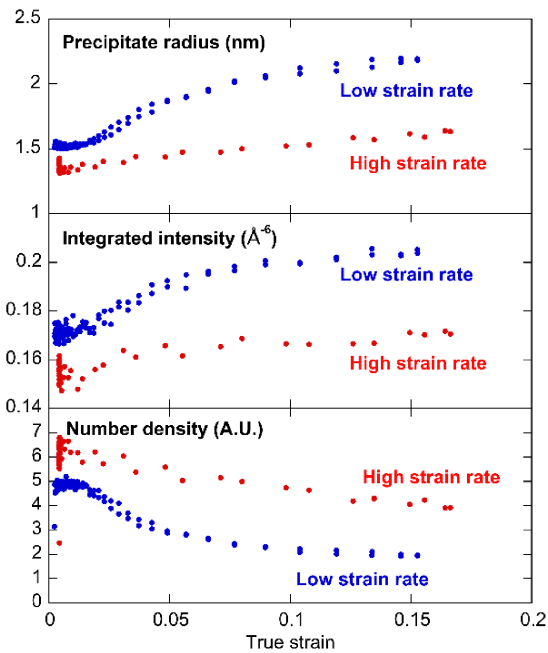 2.5
Precipitate radius (nm)
2
Low strain rate
1.5
High strain rate
1
Integrated intensity (Å⁻⁶)
0.2
Low strain rate
0.18
0.16
High strain rate
0.14
Number density (A.U.)
7
6
High strain rate
5
4
3
2
1
Low strain rate
0
0 0.05 0.1 0.15 0.2
True strain